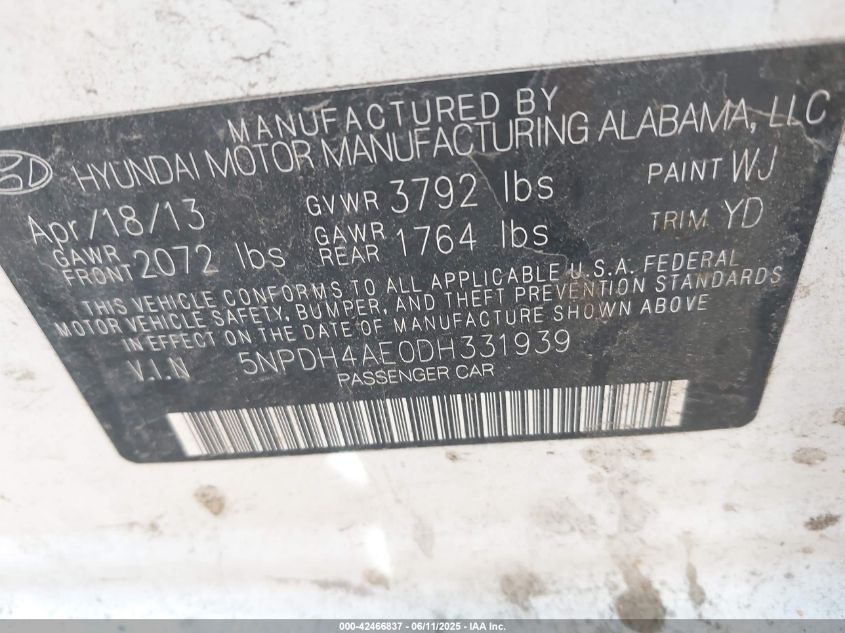 MANUFACTURED BY
HYUNDAI MOTOR MANUFACTURING ALABAMA, LLC
Apr/18/13 GVWR 3792 lbs PAINT WJ
GAWR FRONT 2072 lbs GAWR REAR 1764 lbs TRIM YD
THIS VEHICLE CONFORMS TO ALL APPLICABLE U.S.A. FEDERAL
MOTOR VEHICLE SAFETY, BUMPER, AND THEFT PREVENTION STANDARDS
IN EFFECT ON THE DATE OF MANUFACTURE SHOWN ABOVE
V.I.N 5NPDH4AE0DH331939
PASSENGER CAR
000-42466837 - 06/11/2025 - IAA Inc.